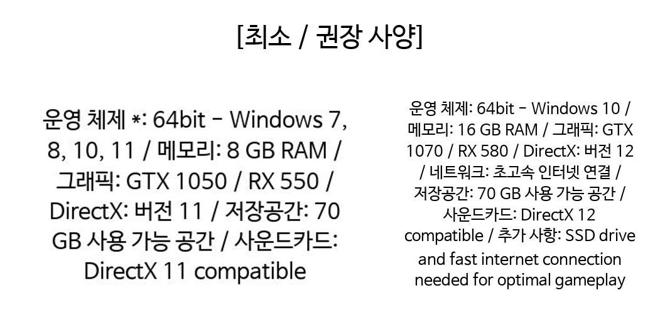 [최소 / 권장 사양]
운영 체제 *: 64bit - Windows 7,
8, 10, 11 / 메모리: 8 GB RAM /
그래픽: GTX 1050 / RX 550 /
DirectX: 버전 11 / 저장공간: 70
GB 사용 가능 공간 / 사운드카드:
DirectX 11 compatible
운영 체제: 64bit - Windows 10 /
메모리: 16 GB RAM / 그래픽: GTX
1070 / RX 580 / DirectX: 버전 12
/ 네트워크: 초고속 인터넷 연결 /
저장공간: 70 GB 사용 가능 공간 /
사운드카드: DirectX 12
compatible / 추가 사항: SSD drive
and fast internet connection
needed for optimal gameplay